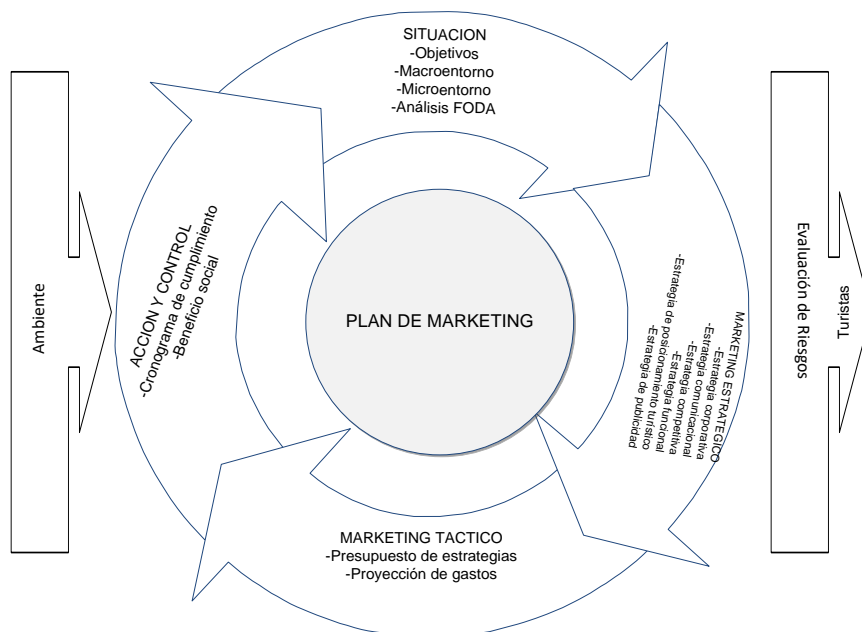 SITUACION
-Objetivos
-Macroentorno
-Microentorno
-Análisis FODA
Ambiente
ACCION Y CONTROL
-Cronograma de cumplimiento
-Beneficio social
PLAN DE MARKETING
MARKETING ESTRATEGICO
-Estrategia corporativa
-Estrategia comunicacional
-Estrategia competitiva
-Estrategia funcional
-Estrategia de posicionamiento turístico
-Estrategia de publicidad
Evaluación de Riesgos
Turistas
MARKETING TACTICO
-Presupuesto de estrategias
-Proyección de gastos